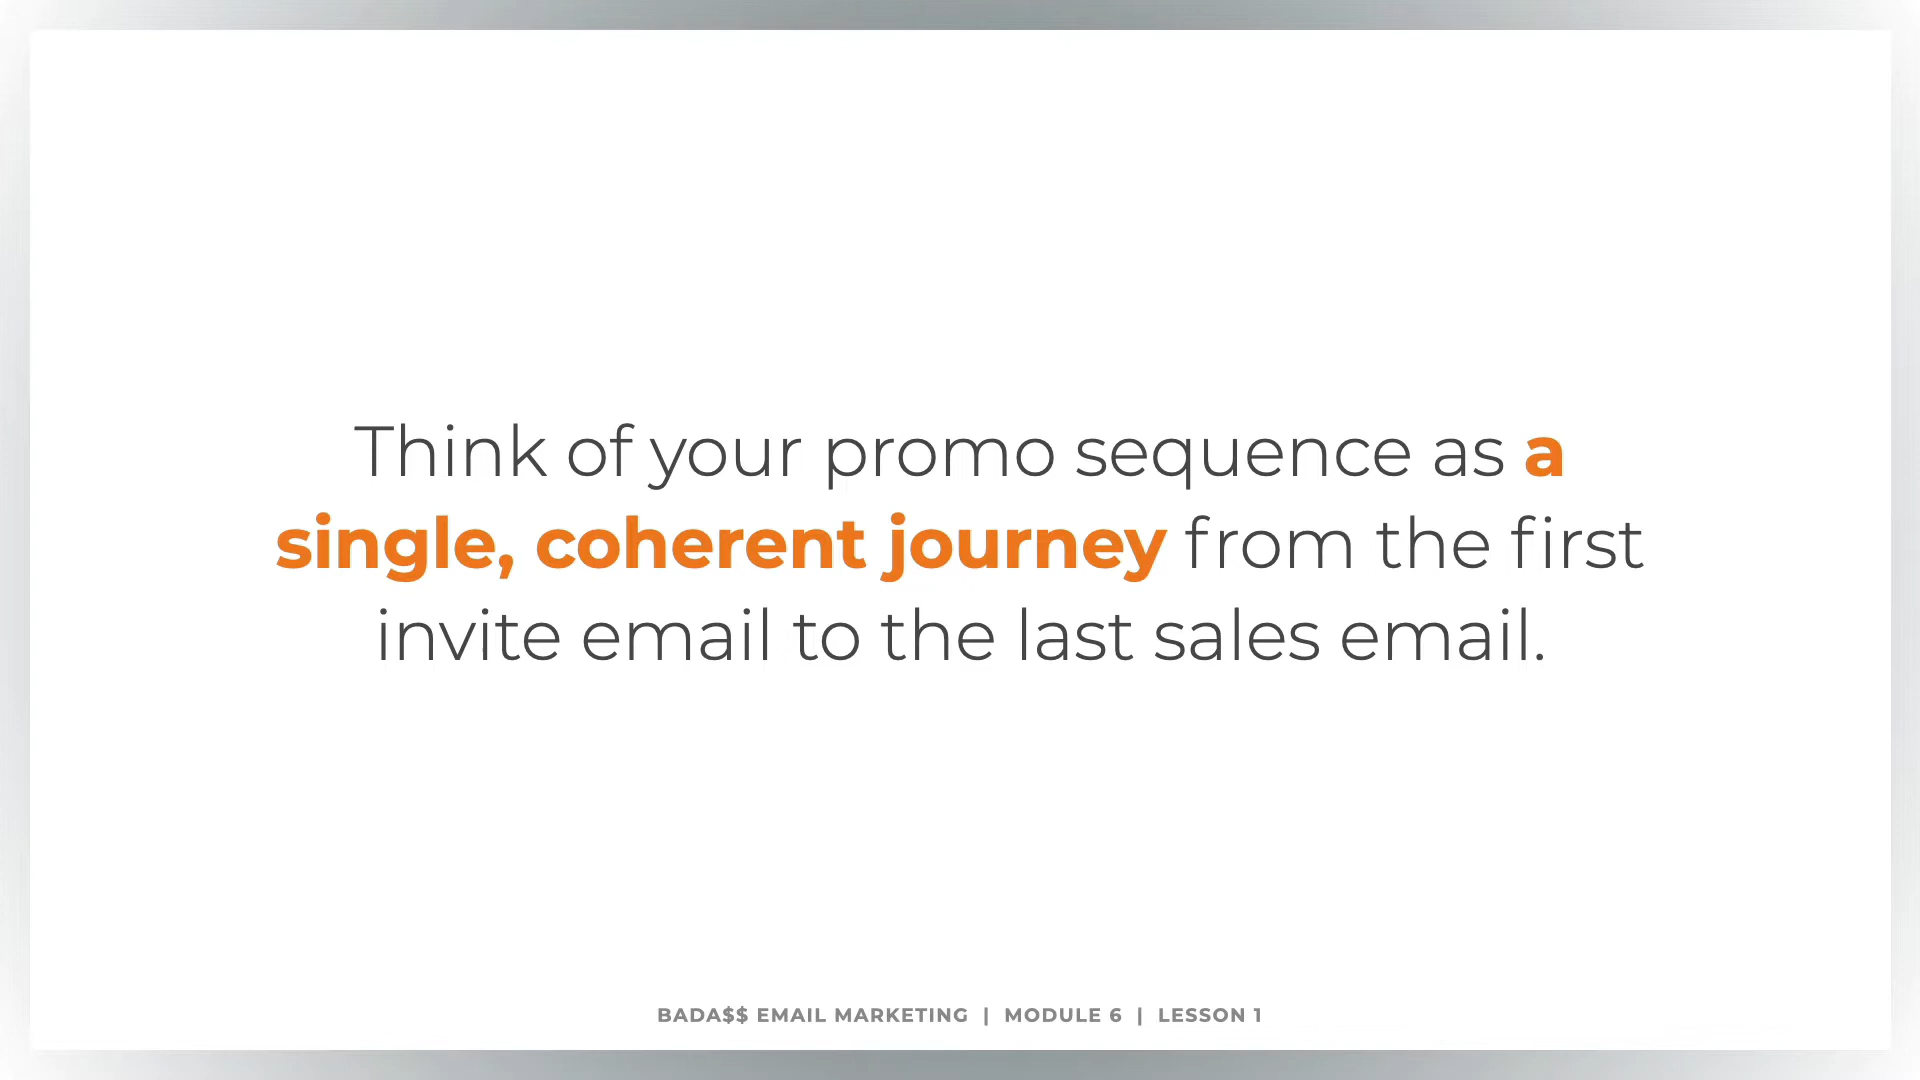 Think of your promo sequence as a
single, coherent journey from the first
invite email to the last sales email.
BADA$$ EMAIL MARKETING | MODULE 6 | LESSON 1